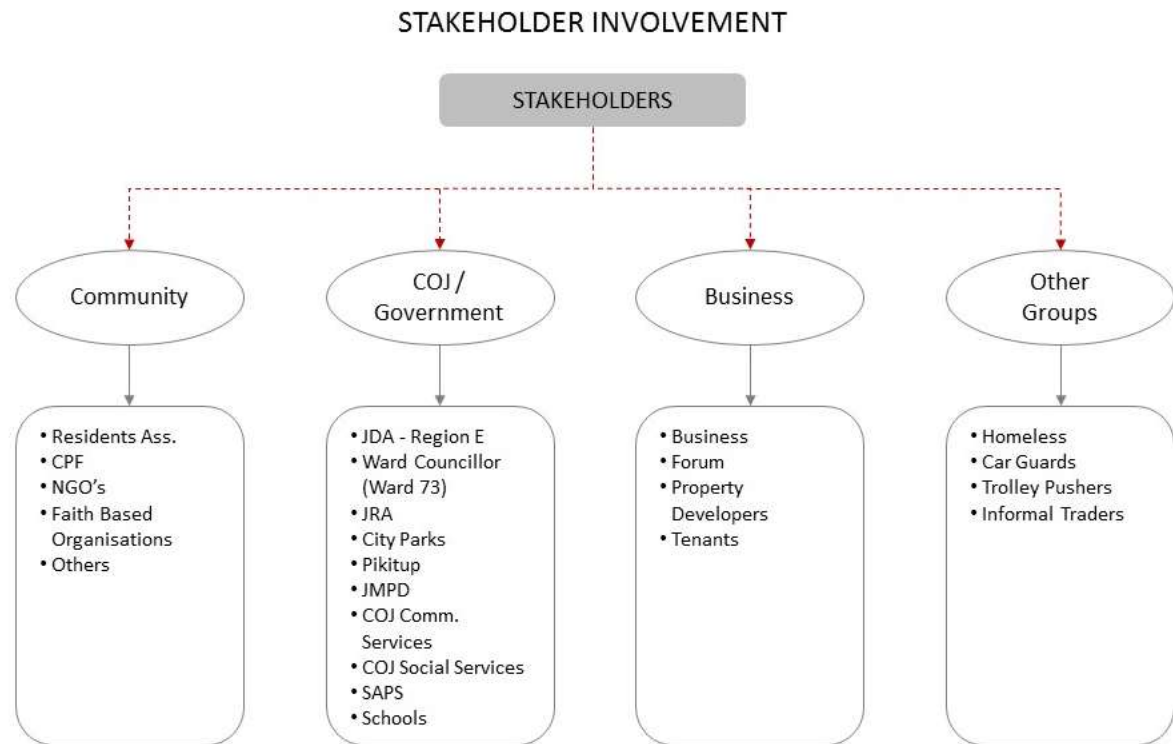 STAKEHOLDER INVOLVEMENT
STAKEHOLDERS
Community
COJ /
Government
Business
Other
Groups
• Residents Ass.
• CPF
• NGO's
• Faith Based
Organisations
• Others
• JDA - Region E
• Ward Councillor
(Ward 73)
• JRA
• City Parks
• Pikitup
• JMPD
• COJ Comm.
Services
• COJ Social Services
• SAPS
• Schools
• Business
• Forum
• Property
Developers
• Tenants
• Homeless
• Car Guards
• Trolley Pushers
• Informal Traders